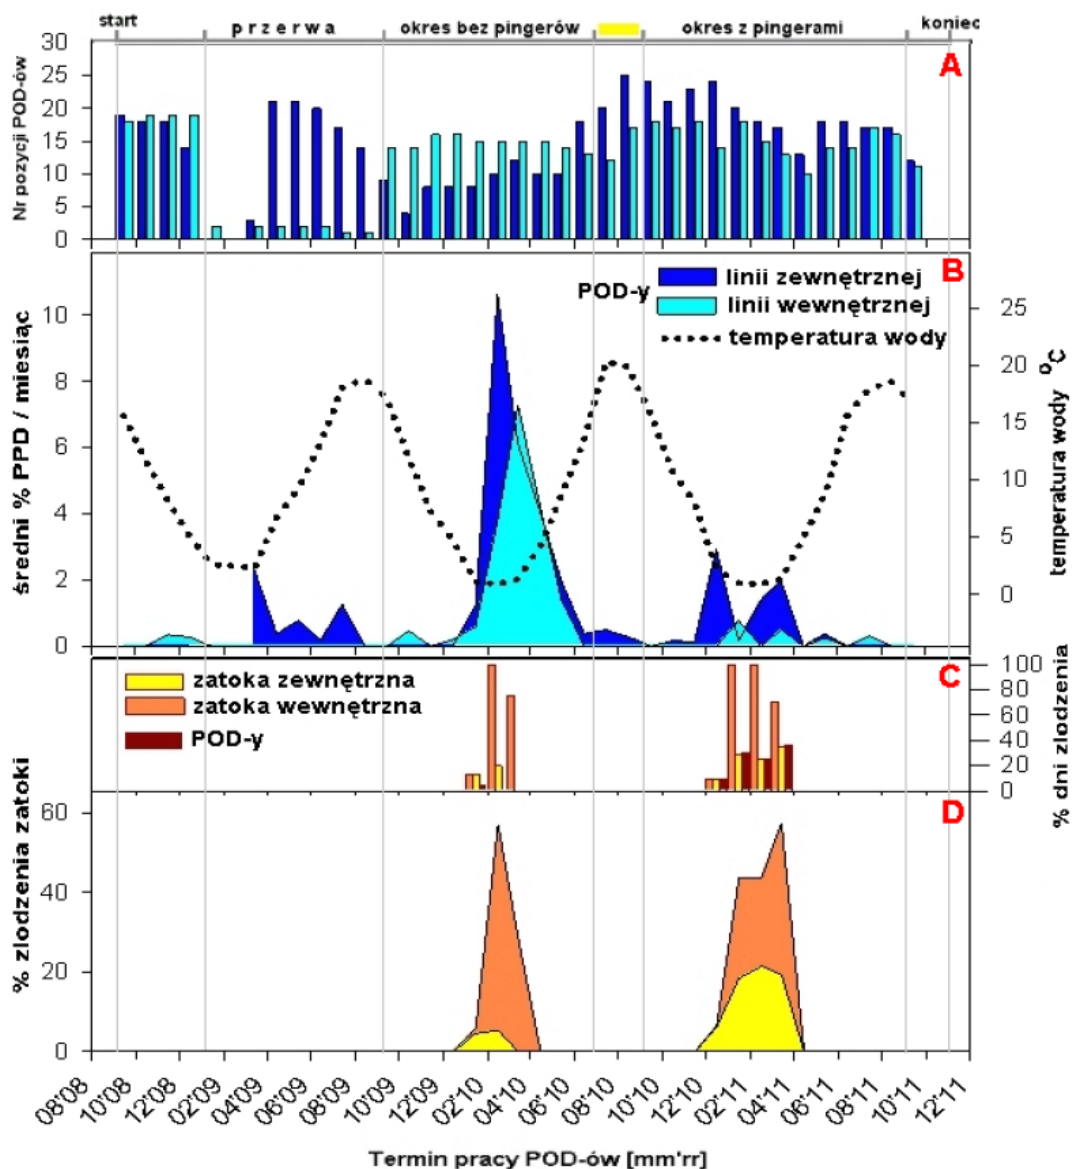 start przerwa okres bez pingerów okres z pingerami koniec
A
Nr pozycji POD-ów
30
25
20
15
10
5
0
B
POD-y
linii zewnętrznej
linii wewnętrznej
temperatura wody
średni % PPD / miesiąc
10
8
6
4
2
0
temperatura wody °C
25
20
15
10
5
0
C
zatoka zewnętrzna
zatoka wewnętrzna
POD-y
% dni zlodzenia
100
80
60
40
20
0
D
% zlodzenia zatoki
60
40
20
0
08'08 10'08 12'08 02'09 04'09 06'09 08'09 10'09 12'09 02'10 04'10 06'10 08'10 10'10 12'10 02'11 04'11 06'11 08'11 10'11 12'11
Termin pracy POD-ów [mm'rr]